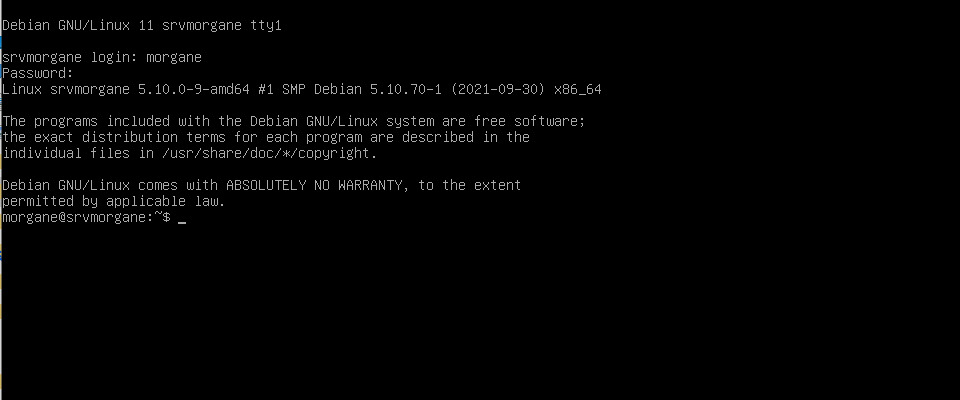 Debian GNU/Linux 11 srvmorgane tty1
srvmorgane login: morgane
Password:
Linux srvmorgane 5.10.0-9-amd64 #1 SMP Debian 5.10.70-1 (2021-09-30) x86_64
The programs included with the Debian GNU/Linux system are free software;
the exact distribution terms for each program are described in the
individual files in /usr/share/doc/*/copyright.
Debian GNU/Linux comes with ABSOLUTELY NO WARRANTY, to the extent
permitted by applicable law.
morgane@srvmorgane:~$ _